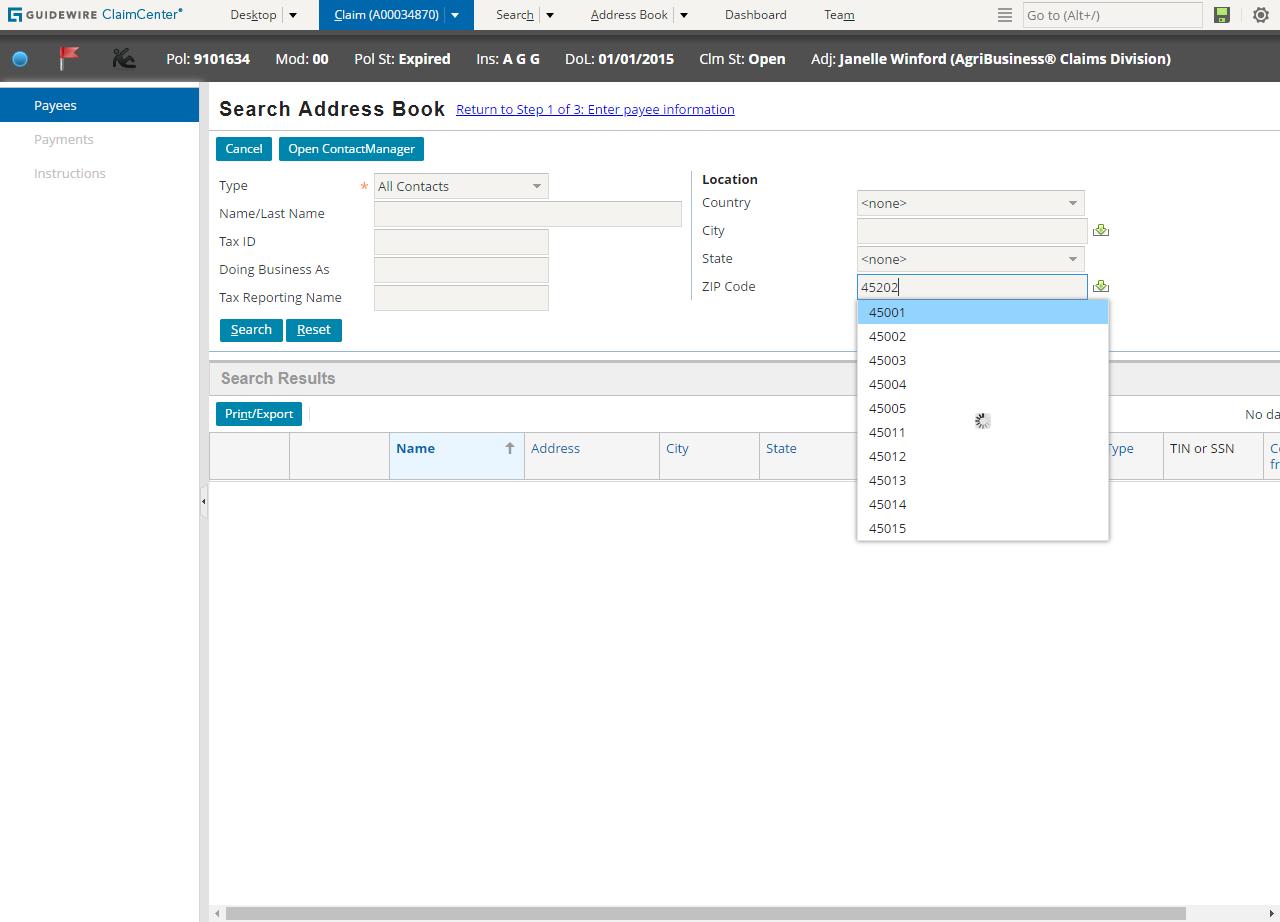 GUIDEWIRE ClaimCenter® Desktop Claim (A00034870) Search Address Book Dashboard Team Go to (Alt+/)
Pol: 9101634 Mod: 00 Pol St: Expired Ins: A G G DoL: 01/01/2015 Clm St: Open Adj: Janelle Winford (AgriBusiness® Claims Division)
Payees
Payments
Instructions
Search Address Book Return to Step 1 of 3: Enter payee information
Cancel Open ContactManager
Type * All Contacts
Name/Last Name
Tax ID
Doing Business As
Tax Reporting Name
Search Reset
Location
Country <none>
City
State <none>
ZIP Code 45202
45001
45002
45003
45004
45005
45011
45012
45013
45014
45015
Search Results
Print/Export No da
Name Address City State Type TIN or SSN